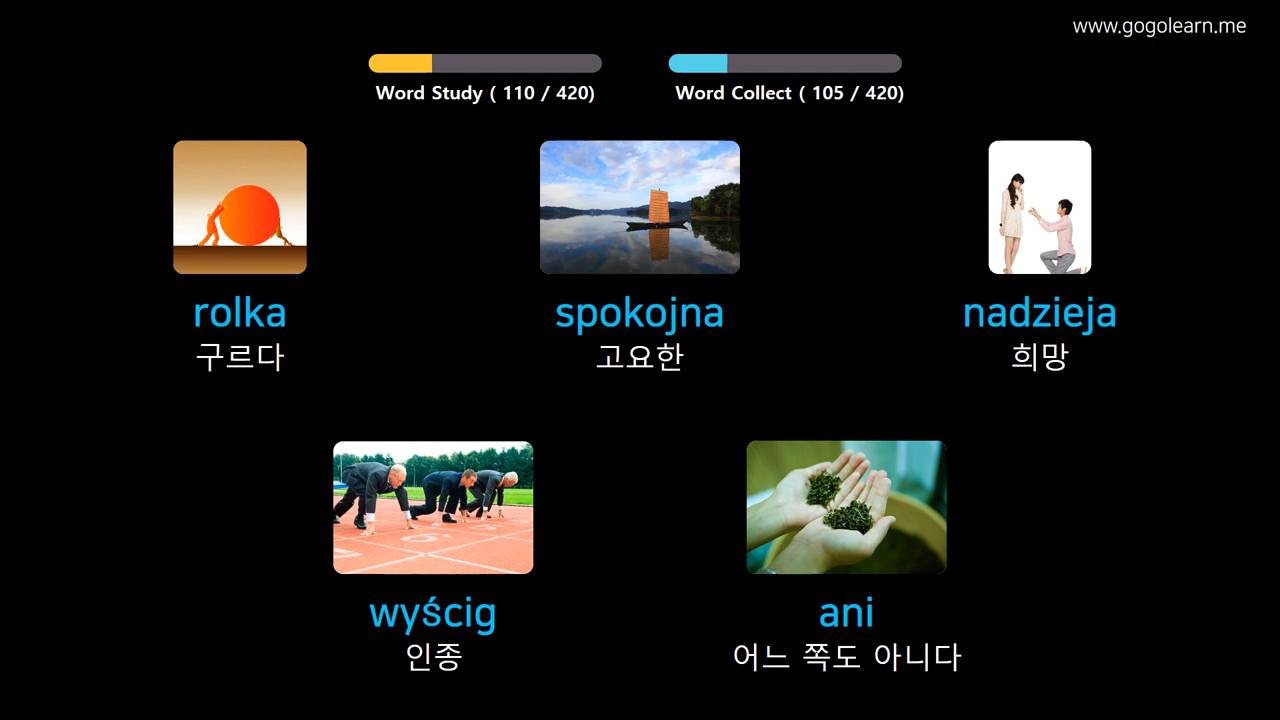 www.gogolearn.me
Word Study ( 110 / 420)
Word Collect ( 105 / 420)
rolka
구르다
spokojna
고요한
nadzieja
희망
wyścig
인종
ani
어느 쪽도 아니다